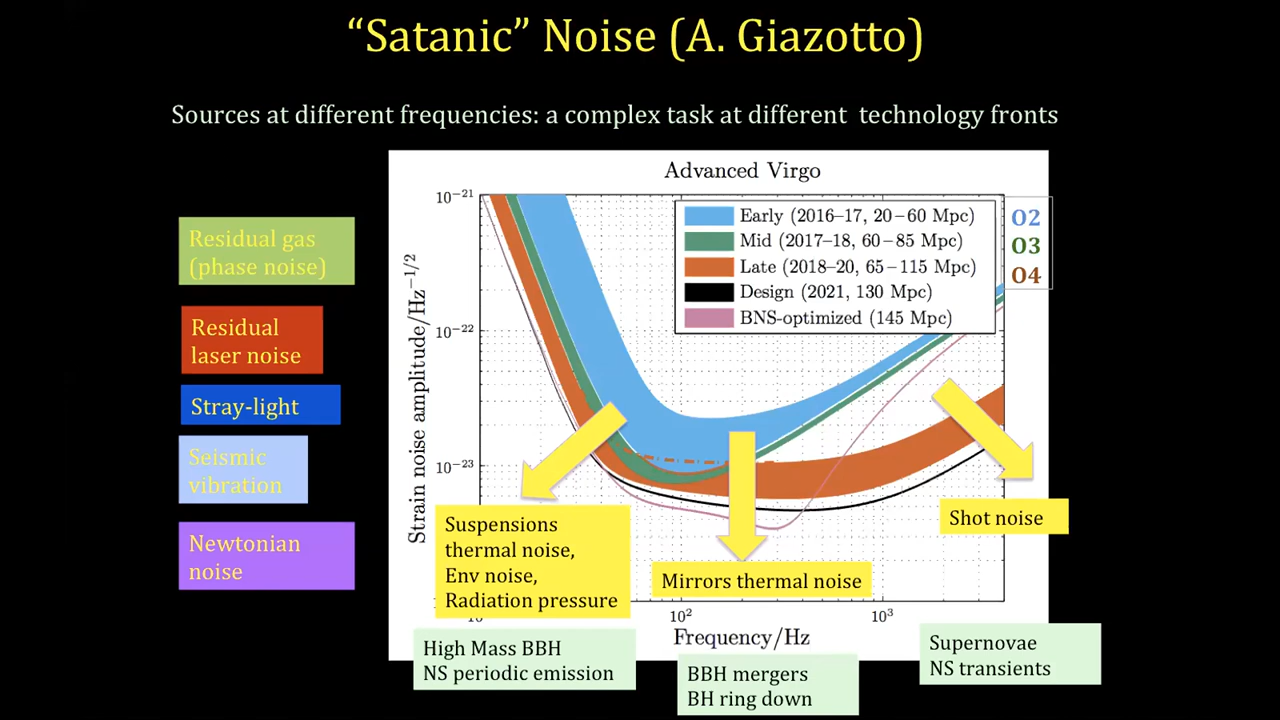 “Satanic” Noise (A. Giazotto)
Sources at different frequencies: a complex task at different technology fronts
Residual gas
(phase noise)
Residual
laser noise
Stray-light
Seismic
vibration
Newtonian
noise
Advanced Virgo
Strain noise amplitude/Hz−1/2
10−21
10−22
10−23
Early (2016–17, 20–60 Mpc)
Mid (2017–18, 60–85 Mpc)
Late (2018–20, 65–115 Mpc)
Design (2021, 130 Mpc)
BNS-optimized (145 Mpc)
O2
O3
O4
Suspensions
thermal noise,
Env noise,
Radiation pressure
Mirrors thermal noise
Shot noise
102
103
Frequency/Hz
High Mass BBH
NS periodic emission
BBH mergers
BH ring down
Supernovae
NS transients